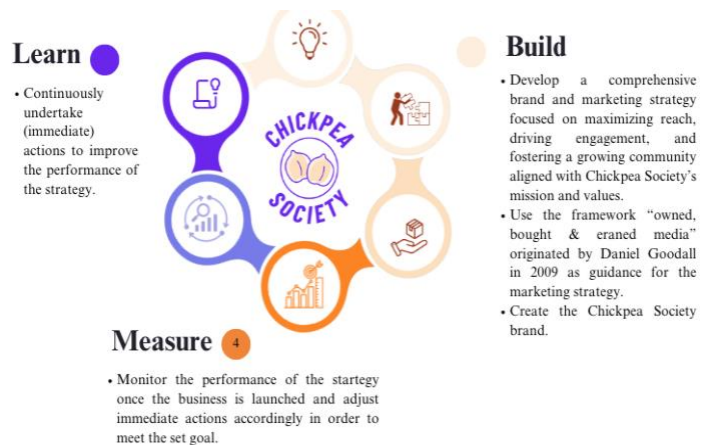 Learn
• Continuously
undertake
(immediate)
actions to improve
the performance of
the strategy.
CHICKPEA
SOCIETY
Build
• Develop a comprehensive
brand and marketing strategy
focused on maximizing reach,
driving engagement, and
fostering a growing community
aligned with Chickpea Society's
mission and values.
• Use the framework “owned,
bought & eraned media”
originated by Daniel Goodall
in 2009 as guidance for the
marketing strategy.
• Create the Chickpea Society
brand.
Measure 4
• Monitor the performance of the startegy
once the business is launched and adjust
immediate actions accordingly in order to
meet the set goal.